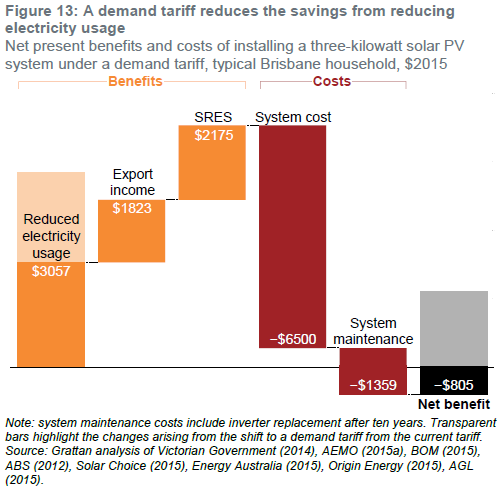 Figure 13: A demand tariff reduces the savings from reducing
electricity usage
Net present benefits and costs of installing a three-kilowatt solar PV
system under a demand tariff, typical Brisbane household, $2015
Benefits
Costs
SRES
$2175
System cost
Export
income
$1823
Reduced
electricity
usage
$3057
−$6500
System
maintenance
−$1359
−$805
Net benefit
Note: system maintenance costs include inverter replacement after ten years. Transparent
bars highlight the changes arising from the shift to a demand tariff from the current tariff.
Source: Grattan analysis of Victorian Government (2014), AEMO (2015a), BOM (2015),
ABS (2012), Solar Choice (2015), Energy Australia (2015), Origin Energy (2015), AGL
(2015).